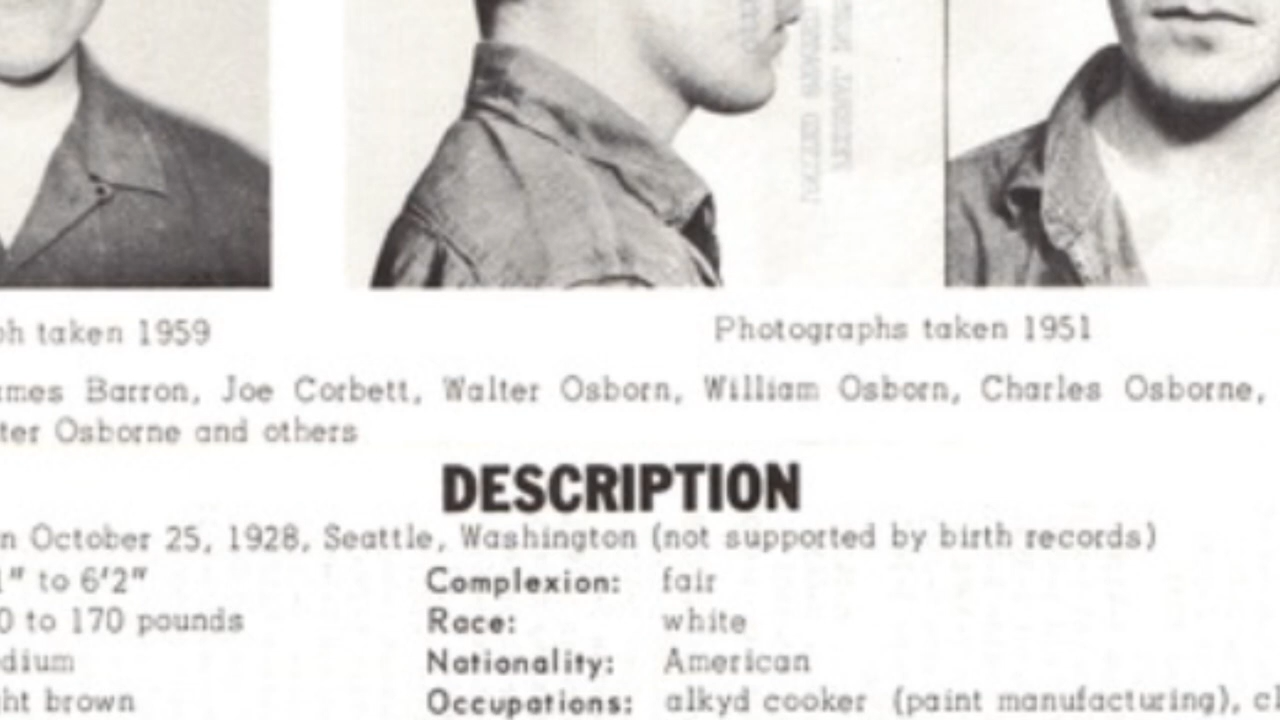 taken 1959
Photographs taken 1951
Barron, Joe Corbett, Walter Osborn, William Osborn, Charles Osborne,
Osborne and others
DESCRIPTION
October 25, 1928, Seattle, Washington (not supported by birth records)
to 6'2" Complexion: fair
to 170 pounds Race: white
Nationality: American
brown Occupations: alkyd cooker (paint manufacturing),